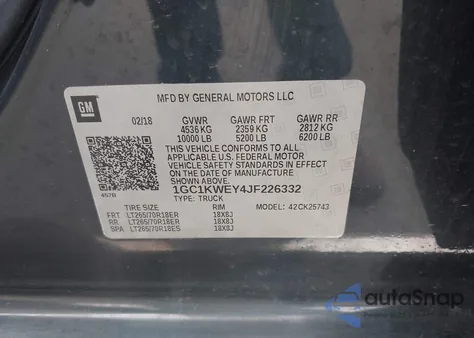 GM
MFD BY GENERAL MOTORS LLC
02/18 GVWR GAWR FRT GAWR RR
4536 KG 2359 KG 2812 KG
10000 LB 5200 LB 6200 LB
THIS VEHICLE CONFORMS TO ALL
APPLICABLE U.S. FEDERAL MOTOR
VEHICLE SAFETY STANDARDS IN
EFFECT ON THE DATE OF
MANUFACTURE SHOWN ABOVE.
1GC1KWEY4JF226332
TYPE: TRUCK
TIRE SIZE RIM 42CK25743
FRT LT265/70R18ER 18X8J
RR LT265/70R18ER 18X8J
SPA LT265/70R18ES 18X8J
autoSnap